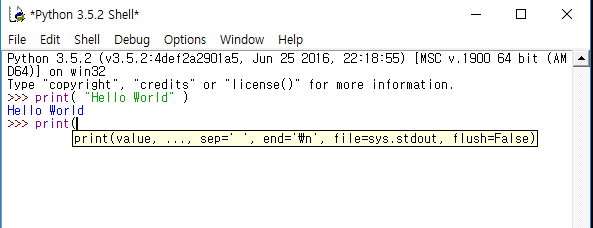 *Python 3.5.2 Shell*
File Edit Shell Debug Options Window Help
Python 3.5.2 (v3.5.2:4def2a2901a5, Jun 25 2016, 22:18:55) [MSC v.1900 64 bit (AM
D64)] on win32
Type "copyright", "credits" or "license()" for more information.
>>> print( "Hello World" )
Hello World
>>> print(
print(value, ..., sep=' ', end='₩n', file=sys.stdout, flush=False)